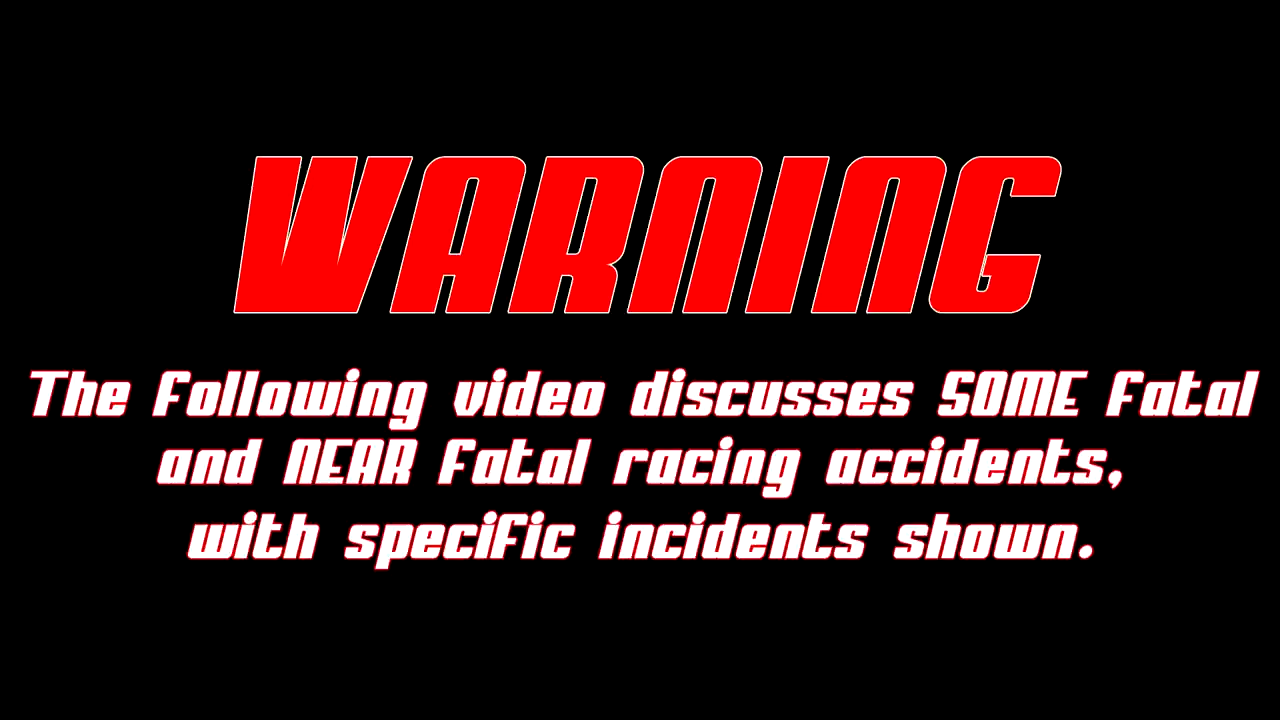 WARNING
The following video discusses SOME fatal
and NEAR fatal racing accidents,
with specific incidents shown.